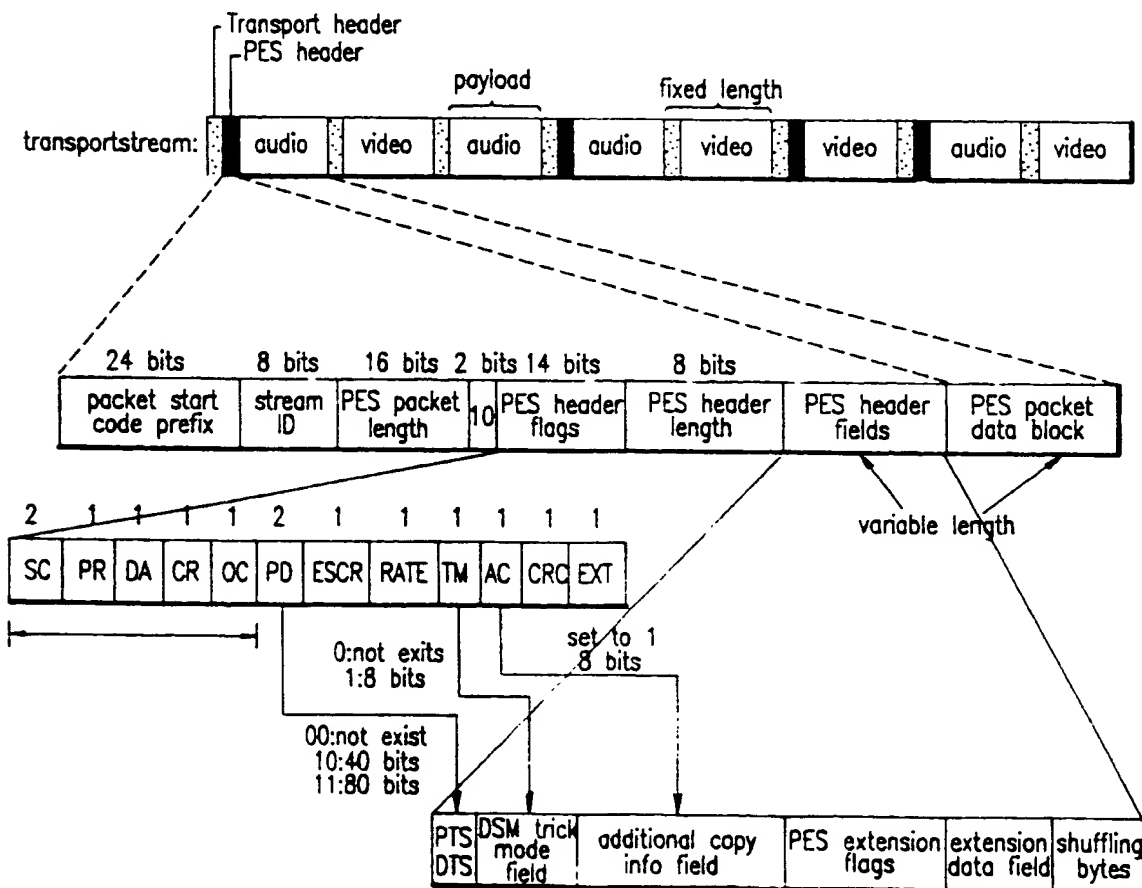 Transport header
PES header
payload
fixed length
transportstream:
audio
video
audio
audio
video
video
audio
video
24 bits
8 bits
16 bits
2 bits
14 bits
8 bits
packet start
code prefix
stream
ID
PES packet
length
10
PES header
flags
PES header
length
PES header
fields
PES packet
data block
variable length
2 1 1 1 1 2 1 1 1 1 1 1
SC PR DA CR OC PD ESCR RATE TM AC CRC EXT
0:not exits
1:8 bits
set to 1
8 bits
00:not exist
10:40 bits
11:80 bits
PTS
DTS
DSM trick
mode
field
additional copy
info field
PES extension
flags
extension
data field
shuffling
bytes